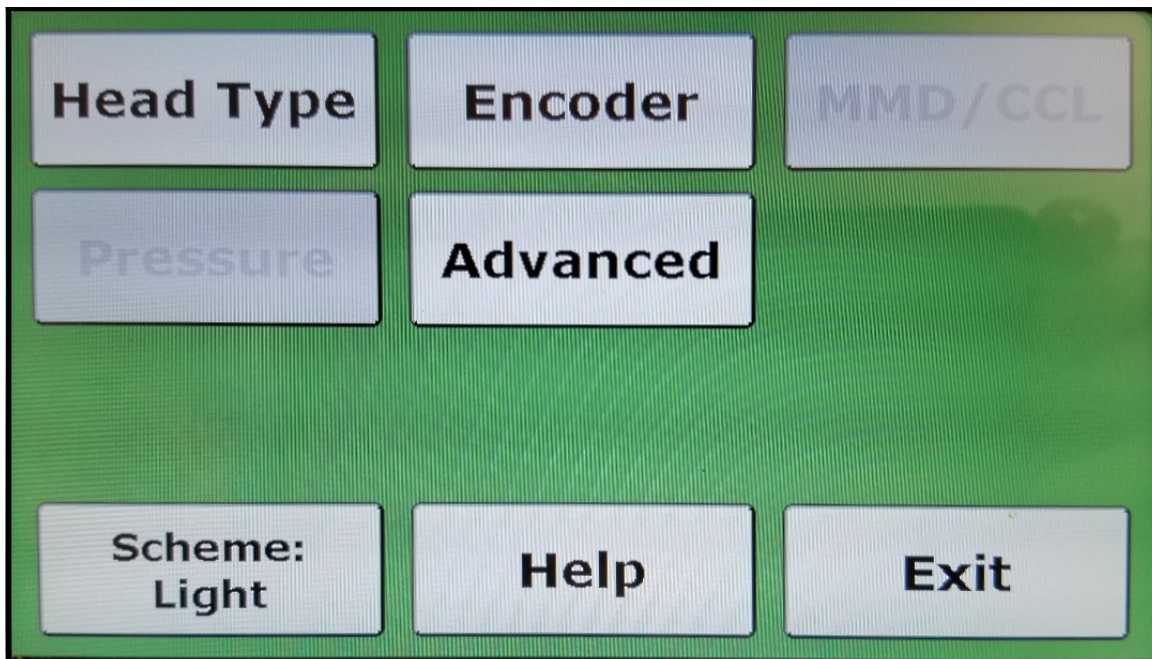 Head Type
Encoder
MMD/CCL
Pressure
Advanced
Scheme:
Light
Help
Exit